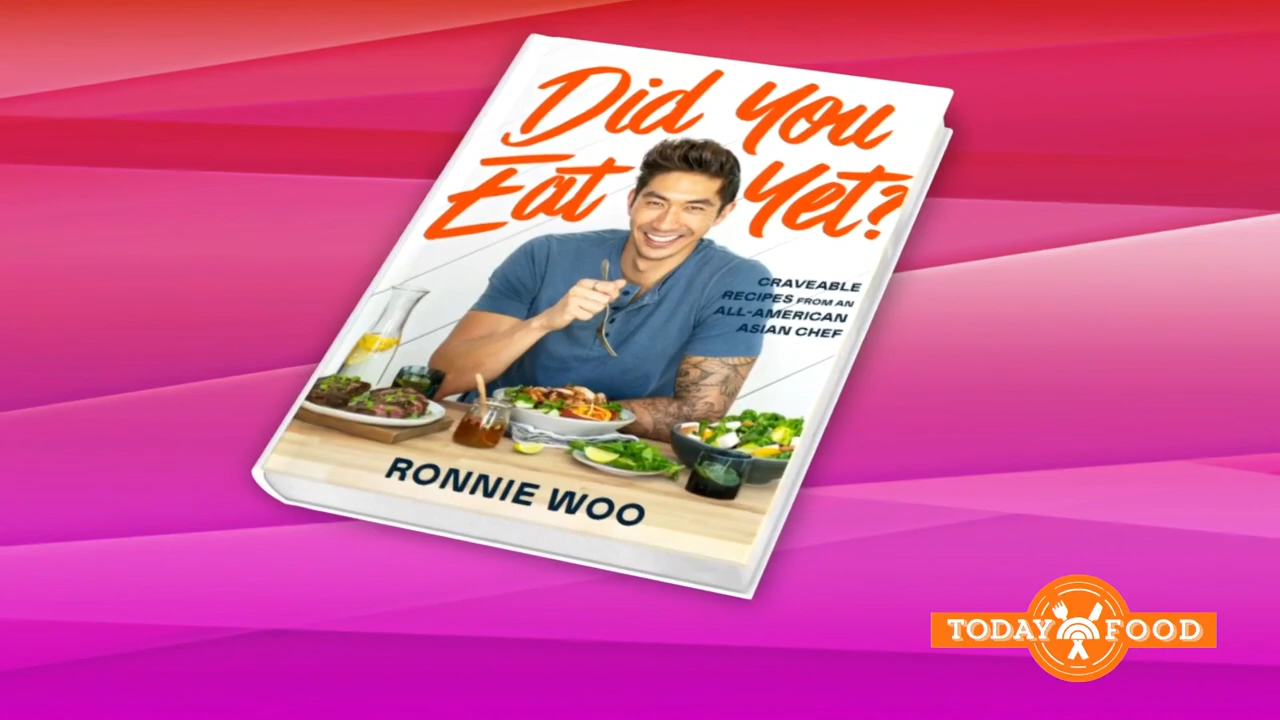 Did You
Eat Yet?
CRAVEABLE
RECIPES FROM AN
ALL-AMERICAN
ASIAN CHEF
RONNIE WOO
TODAY FOOD